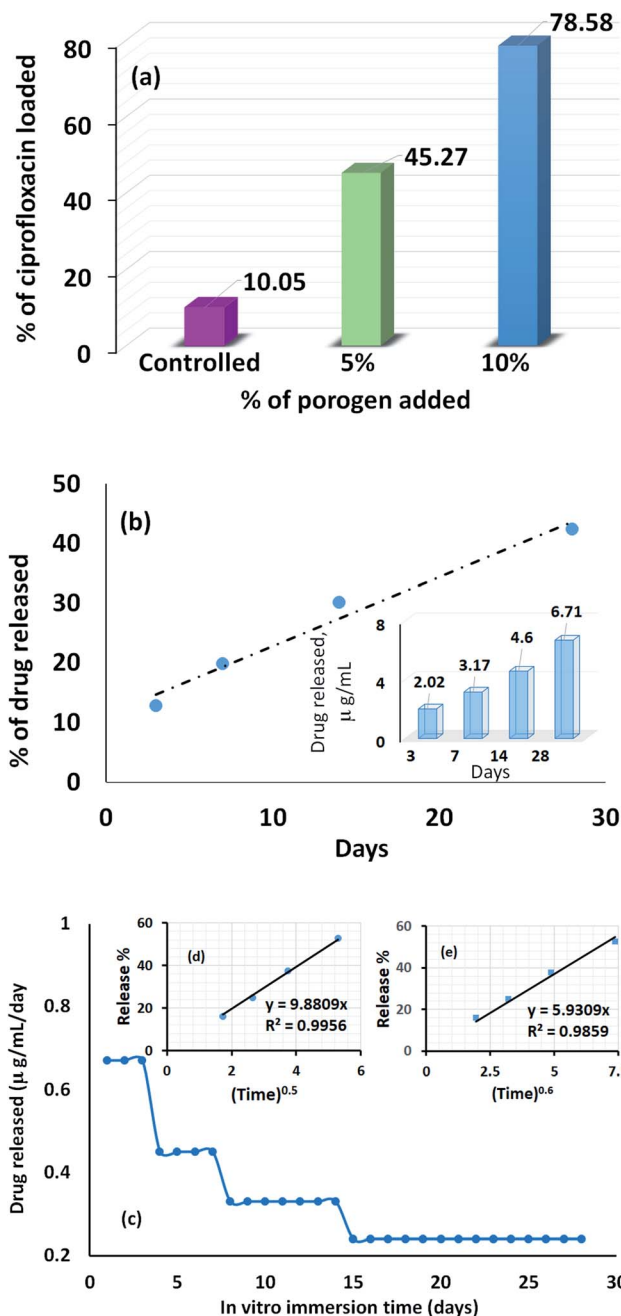 (a)
% of ciprofloxacin loaded
80
60
40
20
0
10.05
45.27
78.58
Controlled 5% 10%
% of porogen added
(b)
% of drug released
50
40
30
20
10
0
0 10 20 30
Days
Drug released,
μ g/mL
8
4
0
2.02
3.17
4.6
6.71
3 7 14 28
Days
Drug released (μ g/mL/day
1
0.8
0.6
0.4
0.2
(c)
0 5 10 15 20 25 30
In vitro immersion time (days)
(d)
Release %
60
40
20
0
y = 9.8809x
R² = 0.9956
0 2 4 6
(Time)⁰·⁵
(e)
Release %
60
40
20
0
y = 5.9309x
R² = 0.9859
0 2.5 5 7.
(Time)⁰·⁶